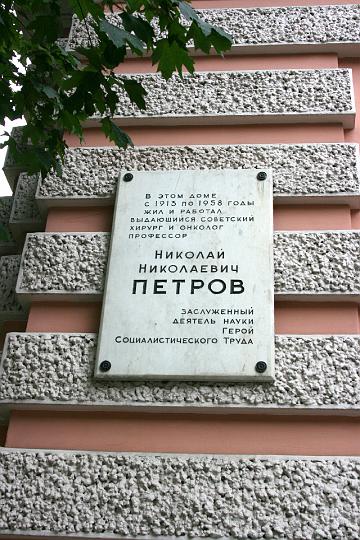 В этом доме
с 1913 по 1958 годы
жил и работал
выдающийся советский
хирург и онколог
профессор
Николай
Николаевич
ПЕТРОВ
заслуженный
деятель науки
Герой
Социалистического Труда